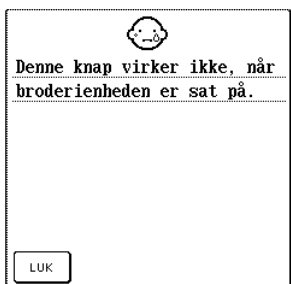 Denne knap virker ikke, når
broderienheden er sat på.
LUK